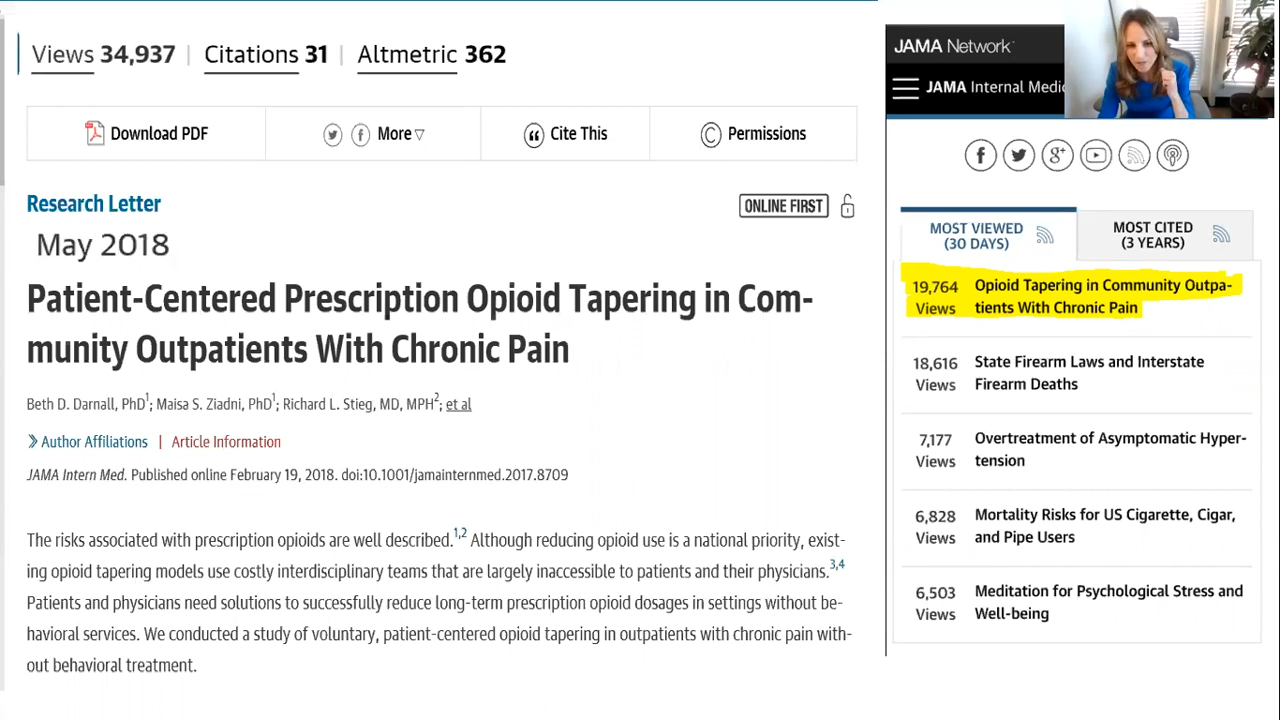 Views 34,937 | Citations 31 | Altmetric 362
Download PDF
More
Cite This
Permissions
Research Letter
ONLINE FIRST
May 2018
Patient-Centered Prescription Opioid Tapering in Com-
munity Outpatients With Chronic Pain
Beth D. Darnall, PhD1; Maisa S. Ziadni, PhD1; Richard L. Stieg, MD, MPH2; et al
Author Affiliations | Article Information
JAMA Intern Med. Published online February 19, 2018. doi:10.1001/jamainternmed.2017.8709
The risks associated with prescription opioids are well described.1,2 Although reducing opioid use is a national priority, exist-
ing opioid tapering models use costly interdisciplinary teams that are largely inaccessible to patients and their physicians.3,4
Patients and physicians need solutions to successfully reduce long-term prescription opioid dosages in settings without be-
havioral services. We conducted a study of voluntary, patient-centered opioid tapering in outpatients with chronic pain with-
out behavioral treatment.
JAMA Network
JAMA Internal Medi
MOST VIEWED
(30 DAYS)
MOST CITED
(3 YEARS)
19,764 Opioid Tapering in Community Outpa-
Views tients With Chronic Pain
18,616 State Firearm Laws and Interstate
Views Firearm Deaths
7,177 Overtreatment of Asymptomatic Hyper-
Views tension
6,828 Mortality Risks for US Cigarette, Cigar,
Views and Pipe Users
6,503 Meditation for Psychological Stress and
Views Well-being